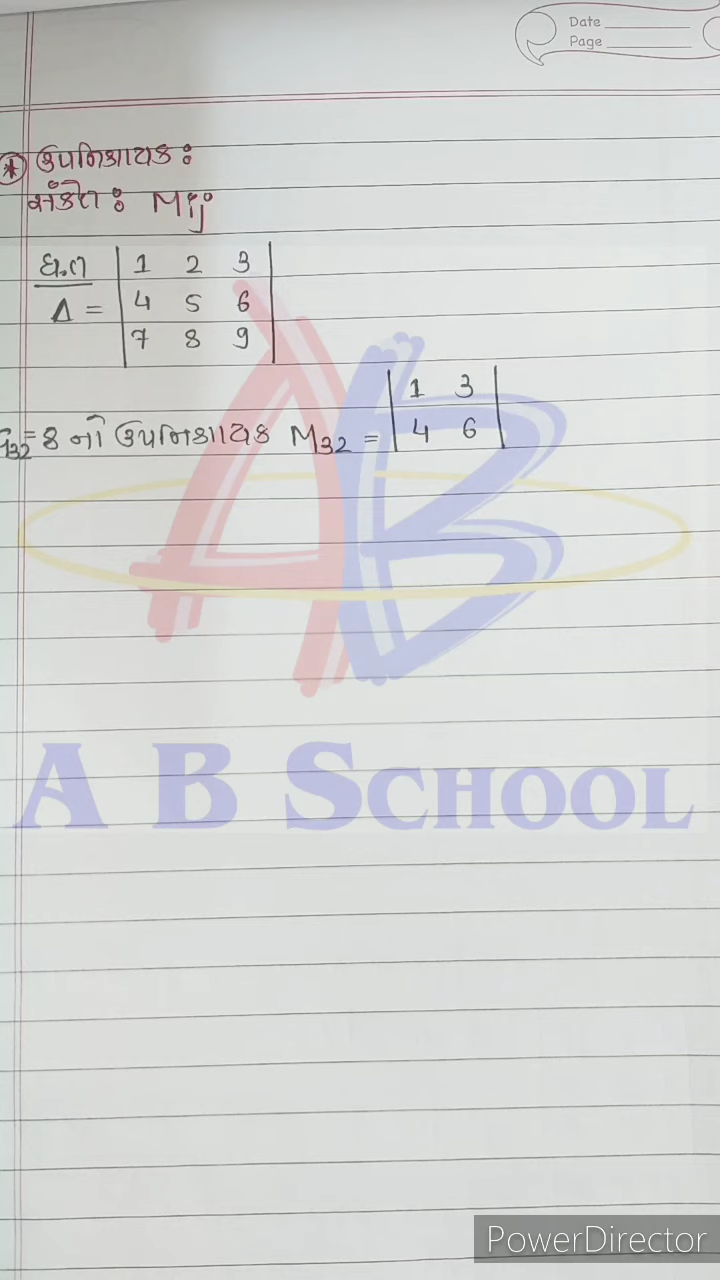 Date
Page
* ઉપનિશ્ચાયક :
સંકેત : Mij
દા.ત
Δ = | 1 2 3 |
| 4 5 6 |
| 7 8 9 |
| 1 3 |
=8 નો ઉપનિશ્ચાયક M32 = | 4 6 |
A B SCHOOL
PowerDirector